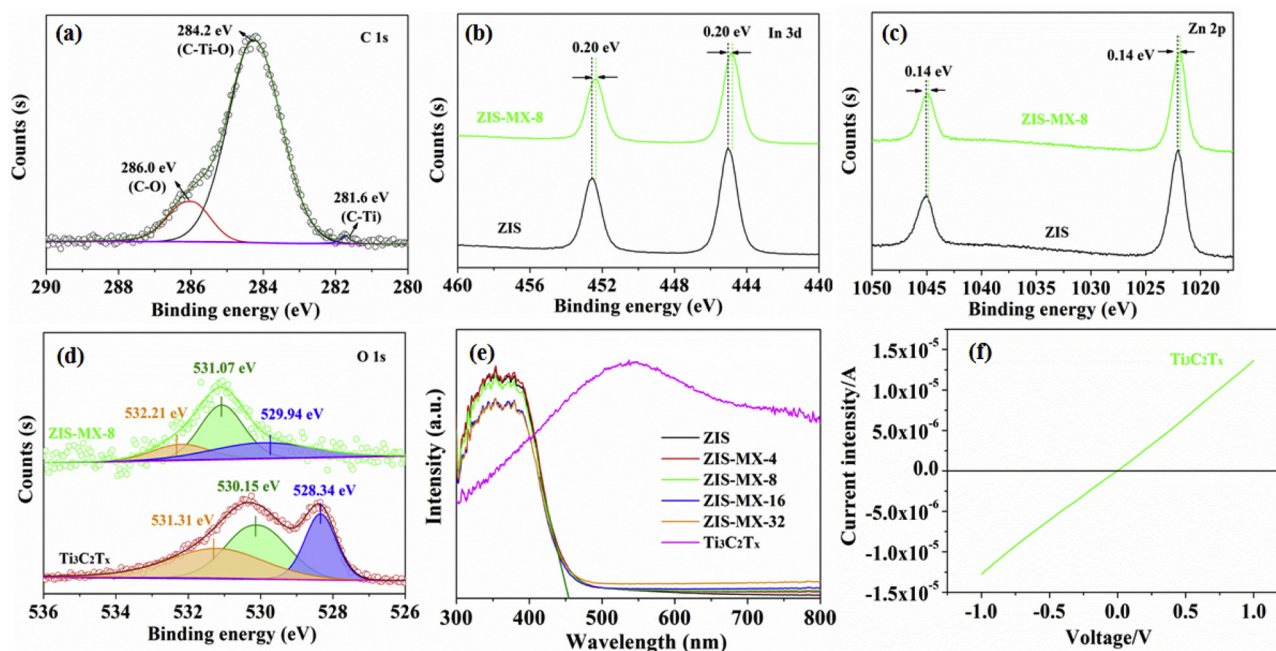 (a)
284.2 eV
(C-Ti-O)
C 1s
286.0 eV
(C-O)
281.6 eV
(C-Ti)
Counts (s)
290 288 286 284 282 280
Binding energy (eV)
(b)
In 3d
0.20 eV
0.20 eV
ZIS-MX-8
ZIS
Counts (s)
460 456 452 448 444 440
Binding energy (eV)
(c)
Zn 2p
0.14 eV
0.14 eV
ZIS-MX-8
ZIS
Counts (s)
1050 1045 1040 1035 1030 1025 1020
Binding energy (eV)
(d)
O 1s
531.07 eV
532.21 eV
529.94 eV
ZIS-MX-8
530.15 eV
528.34 eV
531.31 eV
Ti₃C₂Tₓ
Counts (s)
536 534 532 530 528 526
Binding energy (eV)
(e)
ZIS
ZIS-MX-4
ZIS-MX-8
ZIS-MX-16
ZIS-MX-32
Ti₃C₂Tₓ
Intensity (a.u.)
300 400 500 600 700 800
Wavelength (nm)
(f)
Ti₃C₂Tₓ
1.5x10⁻⁵
1.0x10⁻⁵
5.0x10⁻⁶
0.0
-5.0x10⁻⁶
-1.0x10⁻⁵
-1.5x10⁻⁵
Current intensity/A
-1.0 -0.5 0.0 0.5 1.0
Voltage/V